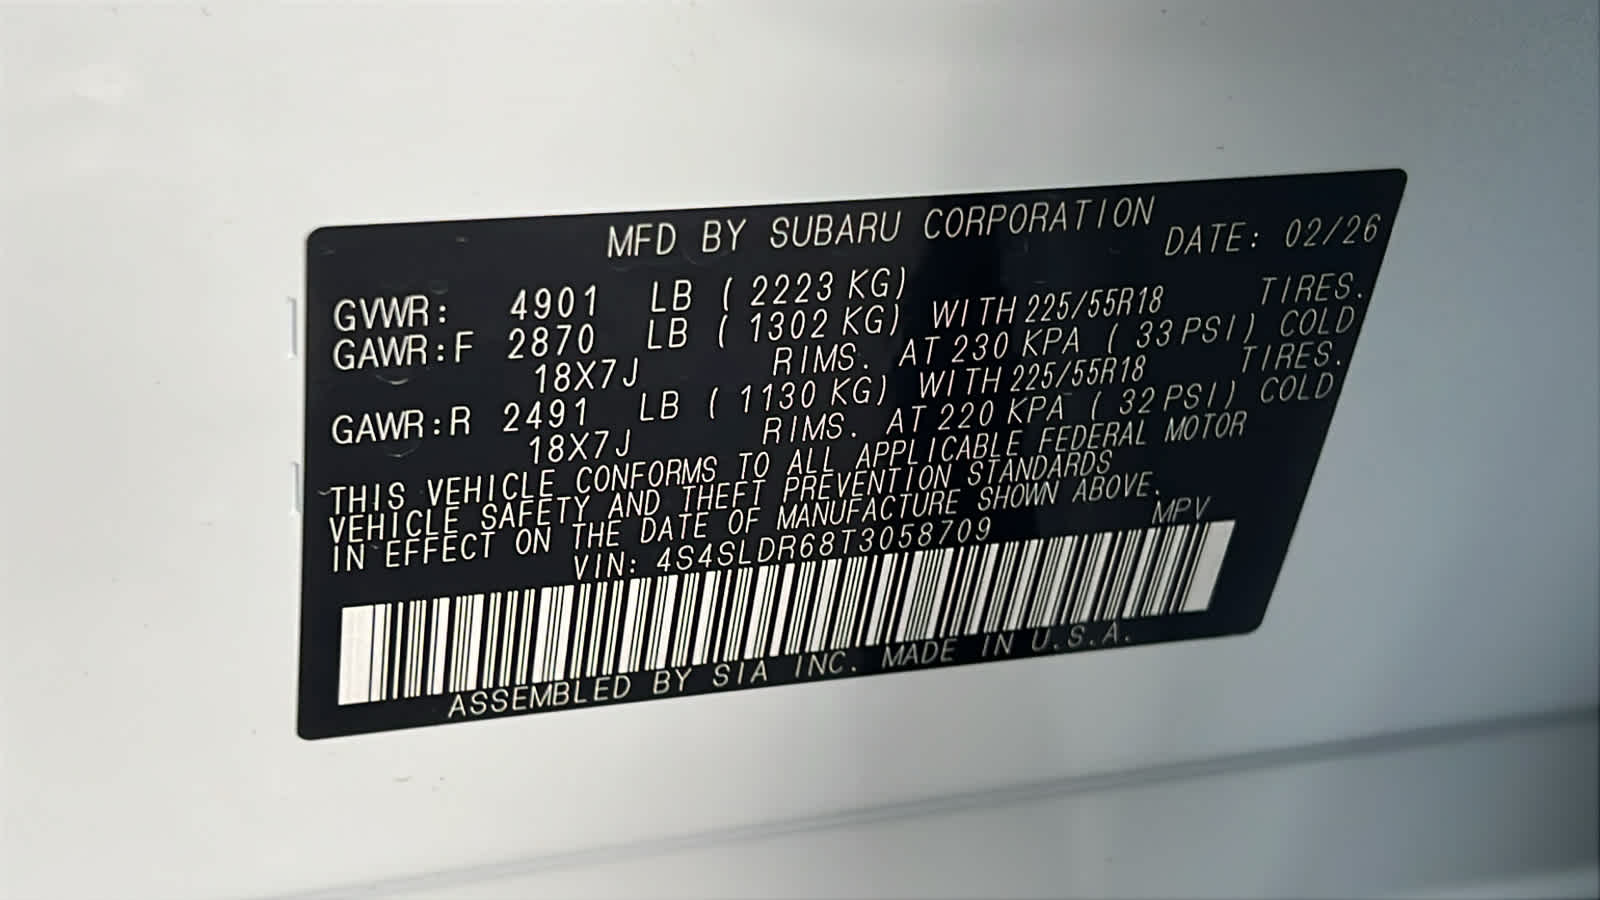 MFD BY SUBARU CORPORATION DATE: 02/26
GVWR: 4901 LB ( 2223 KG)
GAWR:F 2870 LB ( 1302 KG) WITH 225/55R18 TIRES.
18X7J RIMS. AT 230 KPA ( 33 PSI) COLD
GAWR:R 2491 LB ( 1130 KG) WITH 225/55R18 TIRES.
18X7J RIMS. AT 220 KPA ( 32 PSI) COLD
THIS VEHICLE CONFORMS TO ALL APPLICABLE FEDERAL MOTOR
VEHICLE SAFETY AND THEFT PREVENTION STANDARDS
IN EFFECT ON THE DATE OF MANUFACTURE SHOWN ABOVE.
VIN: 4S4SLDR68T3058709 MPV
ASSEMBLED BY SIA INC. MADE IN U.S.A.